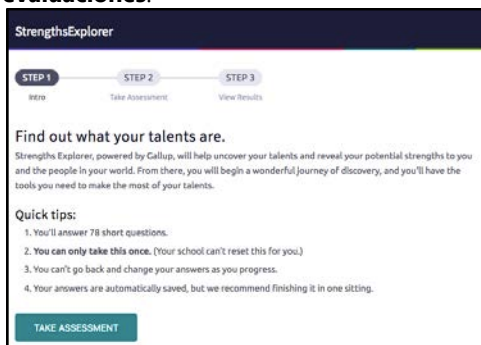 evaluaciones.
StrengthsExplorer
STEP 1 STEP 2 STEP 3
Intro Take Assessment View Results
Find out what your talents are.
Strengths Explorer, powered by Gallup, will help uncover your talents and reveal your potential strengths to you
and the people in your world. From there, you will begin a wonderful journey of discovery, and you'll have the
tools you need to make the most of your talents.
Quick tips:
1. You'll answer 78 short questions.
2. You can only take this once. (Your school can't reset this for you.)
3. You can't go back and change your answers as you progress.
4. Your answers are automatically saved, but we recommend finishing it in one sitting.
TAKE ASSESSMENT